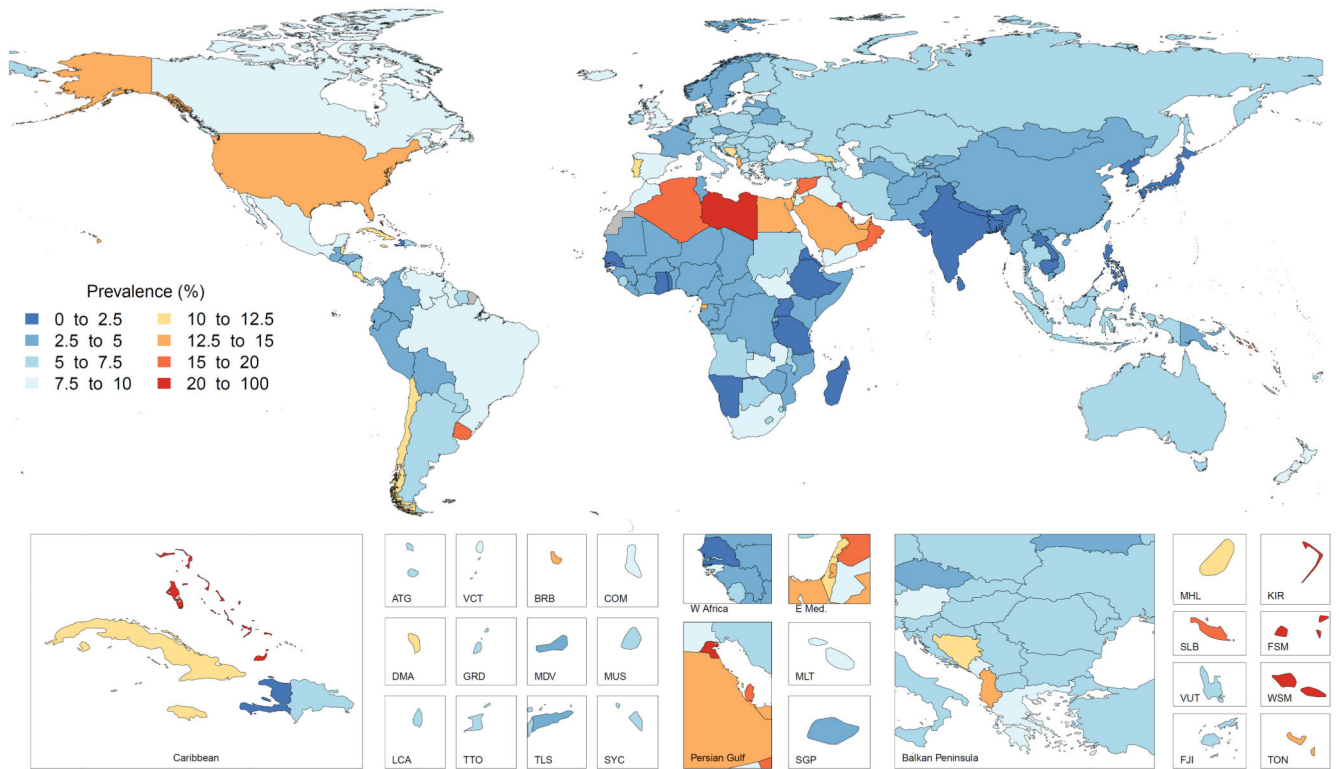 Prevalence (%)
0 to 2.5 10 to 12.5
2.5 to 5 12.5 to 15
5 to 7.5 15 to 20
7.5 to 10 20 to 100
Caribbean
ATG VCT BRB COM
DMA GRD MDV MUS
LCA TTO TLS SYC
W Africa E Med.
Persian Gulf
MLT
SGP
Balkan Peninsula
MHL KIR
SLB FSM
VUT WSM
FJI TON